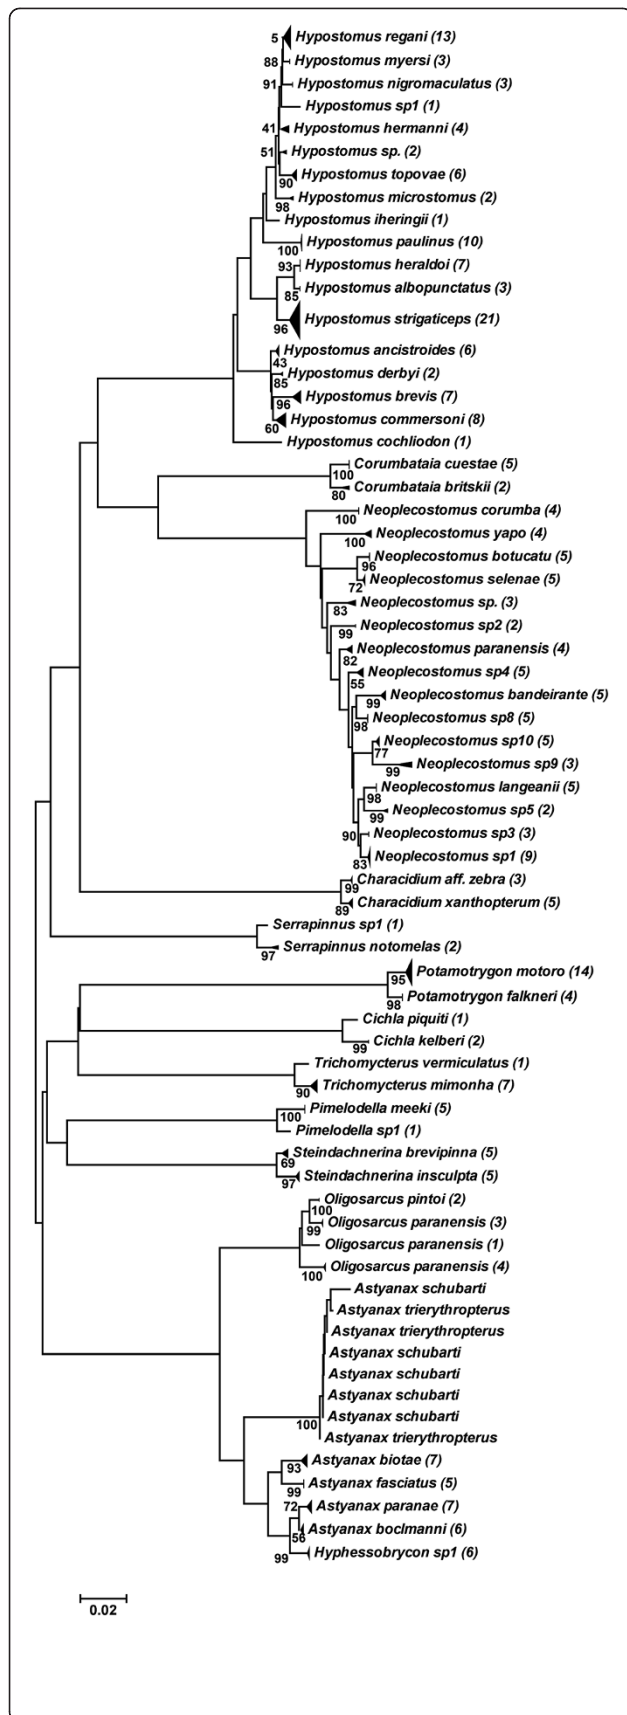 5 Hypostomus regani (13)
88 Hypostomus myersi (3)
91 Hypostomus nigromaculatus (3)
Hypostomus sp1 (1)
41 Hypostomus hermanni (4)
51 Hypostomus sp. (2)
90 Hypostomus topovae (6)
98 Hypostomus microstomus (2)
Hypostomus iheringii (1)
100 Hypostomus paulinus (10)
93 Hypostomus heraldoi (7)
85 Hypostomus albopunctatus (3)
96 Hypostomus strigaticeps (21)
43 Hypostomus ancistroides (6)
85 Hypostomus derbyi (2)
96 Hypostomus brevis (7)
60 Hypostomus commersoni (8)
Hypostomus cochliodon (1)
100 Corumbataia cuestae (5)
80 Corumbataia britskii (2)
100 Neoplecostomus corumba (4)
100 Neoplecostomus yapo (4)
96 Neoplecostomus botucatu (5)
72 Neoplecostomus selenae (5)
83 Neoplecostomus sp. (3)
99 Neoplecostomus sp2 (2)
82 Neoplecostomus paranensis (4)
55 Neoplecostomus sp4 (5)
99 Neoplecostomus bandeirante (5)
98 Neoplecostomus sp8 (5)
77 Neoplecostomus sp10 (5)
99 Neoplecostomus sp9 (3)
98 Neoplecostomus langeanii (5)
99 Neoplecostomus sp5 (2)
90 Neoplecostomus sp3 (3)
83 Neoplecostomus sp1 (9)
99 Characidium aff. zebra (3)
89 Characidium xanthopterum (5)
Serrapinnus sp1 (1)
97 Serrapinnus notomelas (2)
95 Potamotrygon motoro (14)
98 Potamotrygon falkneri (4)
Cichla piquiti (1)
99 Cichla kelberi (2)
Trichomycterus vermiculatus (1)
90 Trichomycterus mimonha (7)
100 Pimelodella meeki (5)
Pimelodella sp1 (1)
69 Steindachnerina brevipinna (5)
97 Steindachnerina insculpta (5)
100 Oligosarcus pintoi (2)
99 Oligosarcus paranensis (3)
Oligosarcus paranensis (1)
100 Oligosarcus paranensis (4)
Astyanax schubarti
Astyanax trierythropterus
Astyanax trierythropterus
Astyanax schubarti
Astyanax schubarti
Astyanax schubarti
100 Astyanax schubarti
Astyanax trierythropterus
93 Astyanax biotae (7)
99 Astyanax fasciatus (5)
72 Astyanax paranae (7)
56 Astyanax boclmanni (6)
99 Hyphessobrycon sp1 (6)
0.02